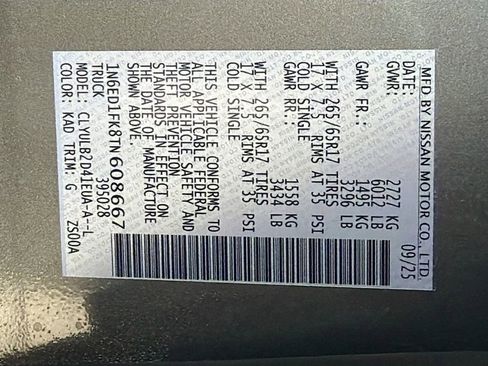 MFD BY NISSAN MOTOR CO., LTD.
DATE: 09/25
GVWR: 2727 KG
6012 LB
GAWR FR.: 1499 KG
3296 LB
WITH 265/65R17 TIRES
17 X 7.5 RIMS AT 35 PSI
COLD SINGLE
GAWR RR.: 1558 KG
3434 LB
WITH 265/65R17 TIRES
17 X 7.5 RIMS AT 35 PSI
COLD SINGLE
THIS VEHICLE CONFORMS TO
ALL APPLICABLE FEDERAL
MOTOR VEHICLE SAFETY AND
THEFT PREVENTION
STANDARDS IN EFFECT ON
THE DATE OF MANUFACTURE
SHOWN ABOVE.
1N6ED1FK8TN608667
TRUCK 395028
MODEL: CLYULB2D41EUA-A--L
COLOR: KAD TRIM: G ZS00A